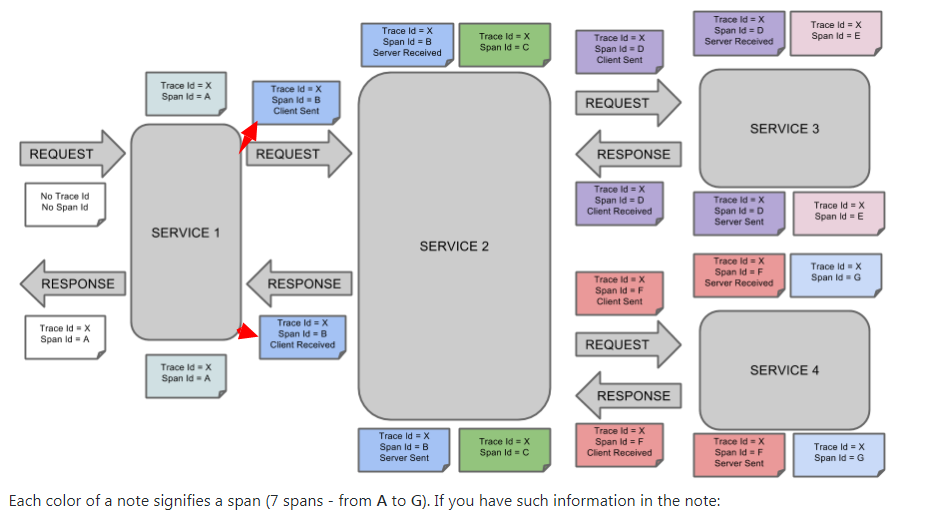 Trace Id = X
Span Id = B
Server Received
Trace Id = X
Span Id = C
Trace Id = X
Span Id = D
Client Sent
Trace Id = X
Span Id = D
Server Received
Trace Id = X
Span Id = E
Trace Id = X
Span Id = A
Trace Id = X
Span Id = B
Client Sent
REQUEST
REQUEST
REQUEST
SERVICE 3
RESPONSE
No Trace Id
No Span Id
SERVICE 1
SERVICE 2
Trace Id = X
Span Id = D
Client Received
Trace Id = X
Span Id = D
Server Sent
Trace Id = X
Span Id = E
RESPONSE
RESPONSE
Trace Id = X
Span Id = F
Client Sent
Trace Id = X
Span Id = F
Server Received
Trace Id = X
Span Id = G
Trace Id = X
Span Id = A
Trace Id = X
Span Id = B
Client Received
REQUEST
SERVICE 4
RESPONSE
Trace Id = X
Span Id = A
Trace Id = X
Span Id = B
Server Sent
Trace Id = X
Span Id = C
Trace Id = X
Span Id = F
Client Received
Trace Id = X
Span Id = F
Server Sent
Trace Id = X
Span Id = G
Each color of a note signifies a span (7 spans - from A to G). If you have such information in the note: